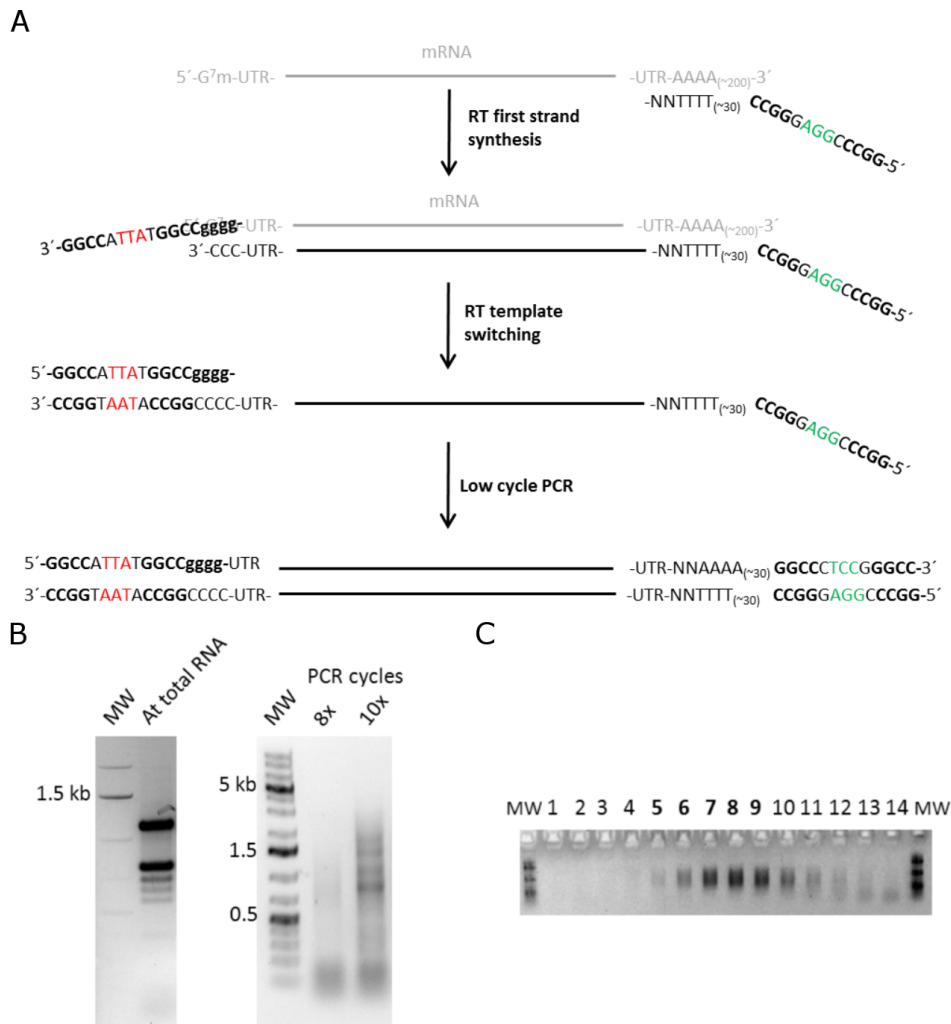 A
mRNA
5´-G7m-UTR-
-UTR-AAAA(~200)-3´
-NNTTTT(~30) CCGGGAGGCCCGG-5´
RT first strand
synthesis
mRNA
5´-G7m-UTR-
-UTR-AAAA(~200)-3´
3´-GGCCATTATGGCCgggg-
3´-CCC-UTR-
-NNTTTT(~30) CCGGGAGGCCCGG-5´
RT template
switching
5´-GGCCATTATGGCCgggg-
3´-CCGGTAATACCGGCCCC-UTR-
-NNTTTT(~30) CCGGGAGGCCCGG-5´
Low cycle PCR
5´-GGCCATTATGGCCgggg-UTR
-UTR-NNAAAA(~30) GGCCCTCCGGGCC-3´
3´-CCGGTAATACCGGCCCC-UTR-
-UTR-NNTTTT(~30) CCGGGAGGCCCGG-5´
B
MW
At total RNA
1.5 kb
PCR cycles
MW
8x
10x
5 kb
1.5
0.5
C
MW 1 2 3 4 5 6 7 8 9 10 11 12 13 14 MW